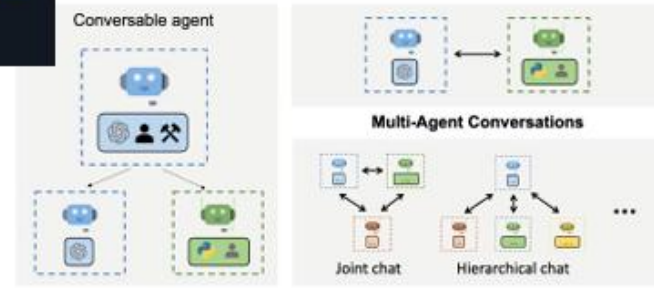 Conversable agent
Multi-Agent Conversations
Joint chat
Hierarchical chat
...